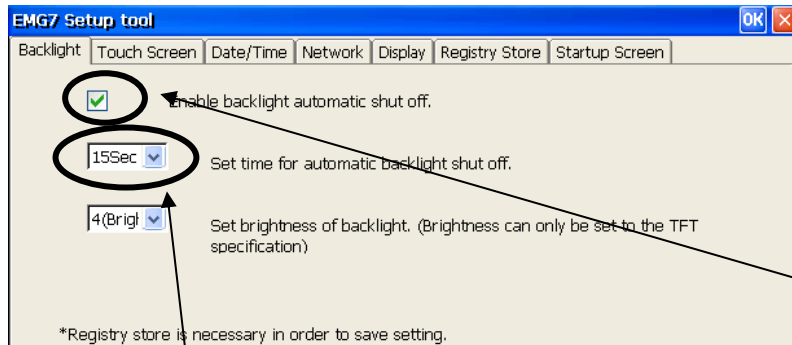 EMG7 Setup tool OK
Backlight Touch Screen Date/Time Network Display Registry Store Startup Screen
Enable backlight automatic shut off.
15Sec Set time for automatic backlight shut off.
4(Brigl Set brightness of backlight. (Brightness can only be set to the TFT
specification)
*Registry store is necessary in order to save setting.